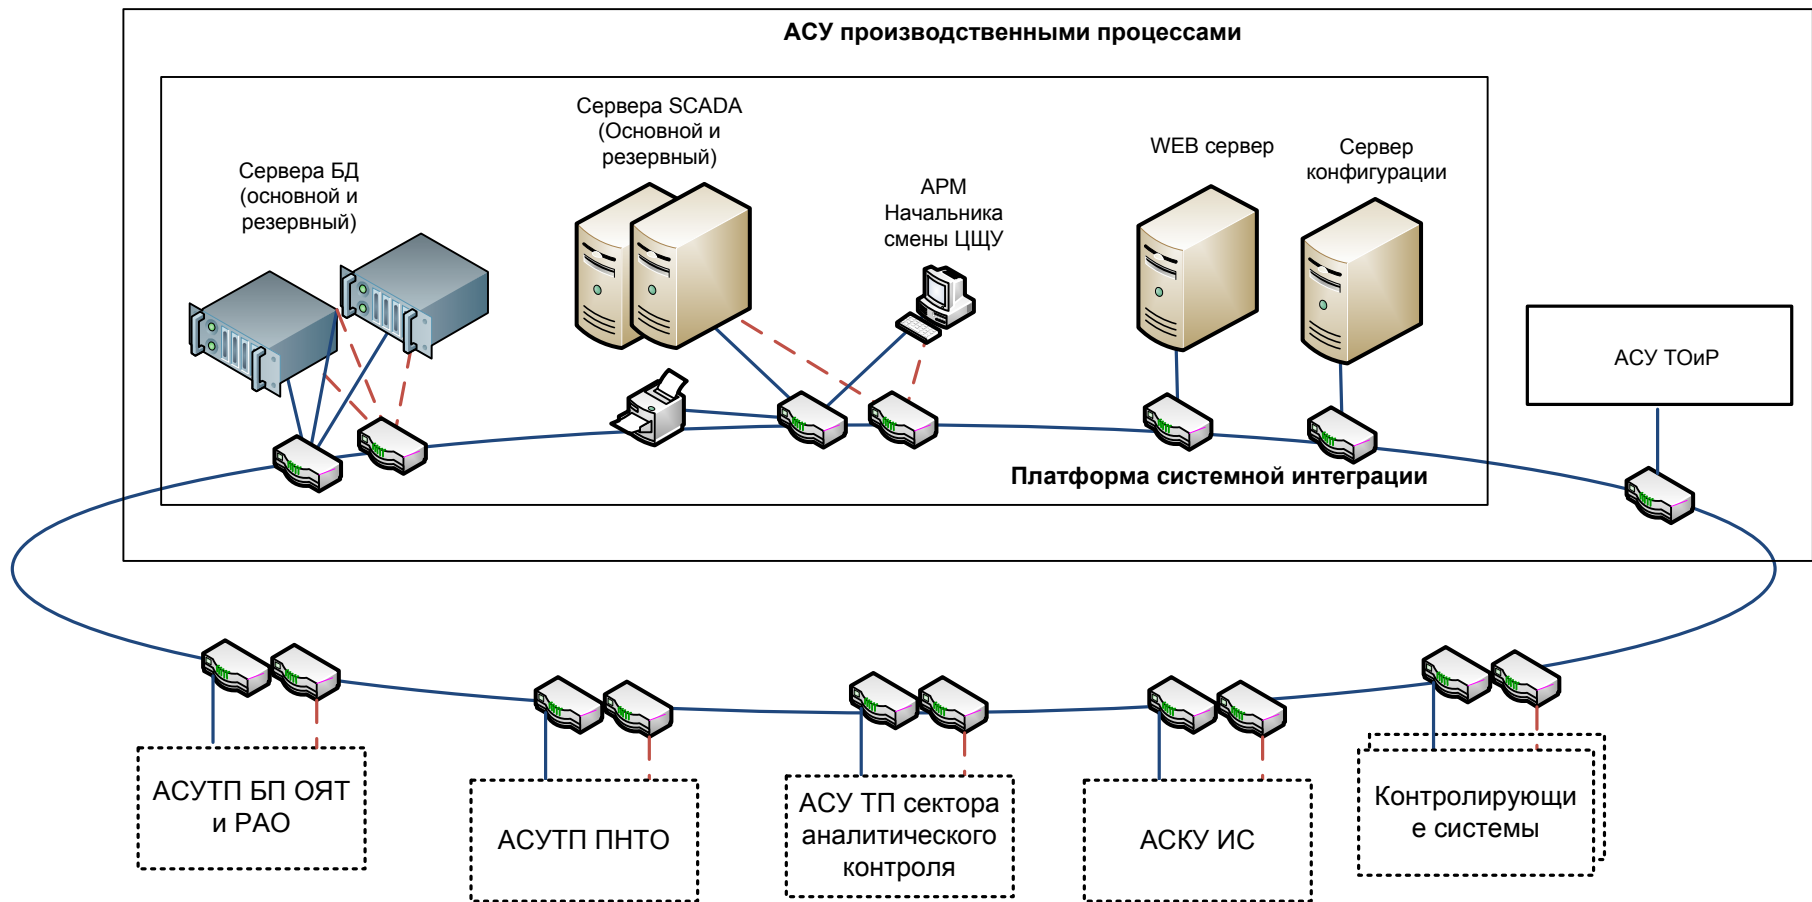 АСУ производственными процессами
Сервера SCADA
(Основной и
резервный)
WEB сервер
Сервер
конфигурации
Сервера БД
(основной и
резервный)
АРМ
Начальника
смены ЦЩУ
АСУ ТОиР
Платформа системной интеграции
АСУТП БП ОЯТ
и РАО
АСУТП ПНТО
АСУ ТП сектора
аналитического
контроля
АСКУ ИС
Контролирующи
е системы